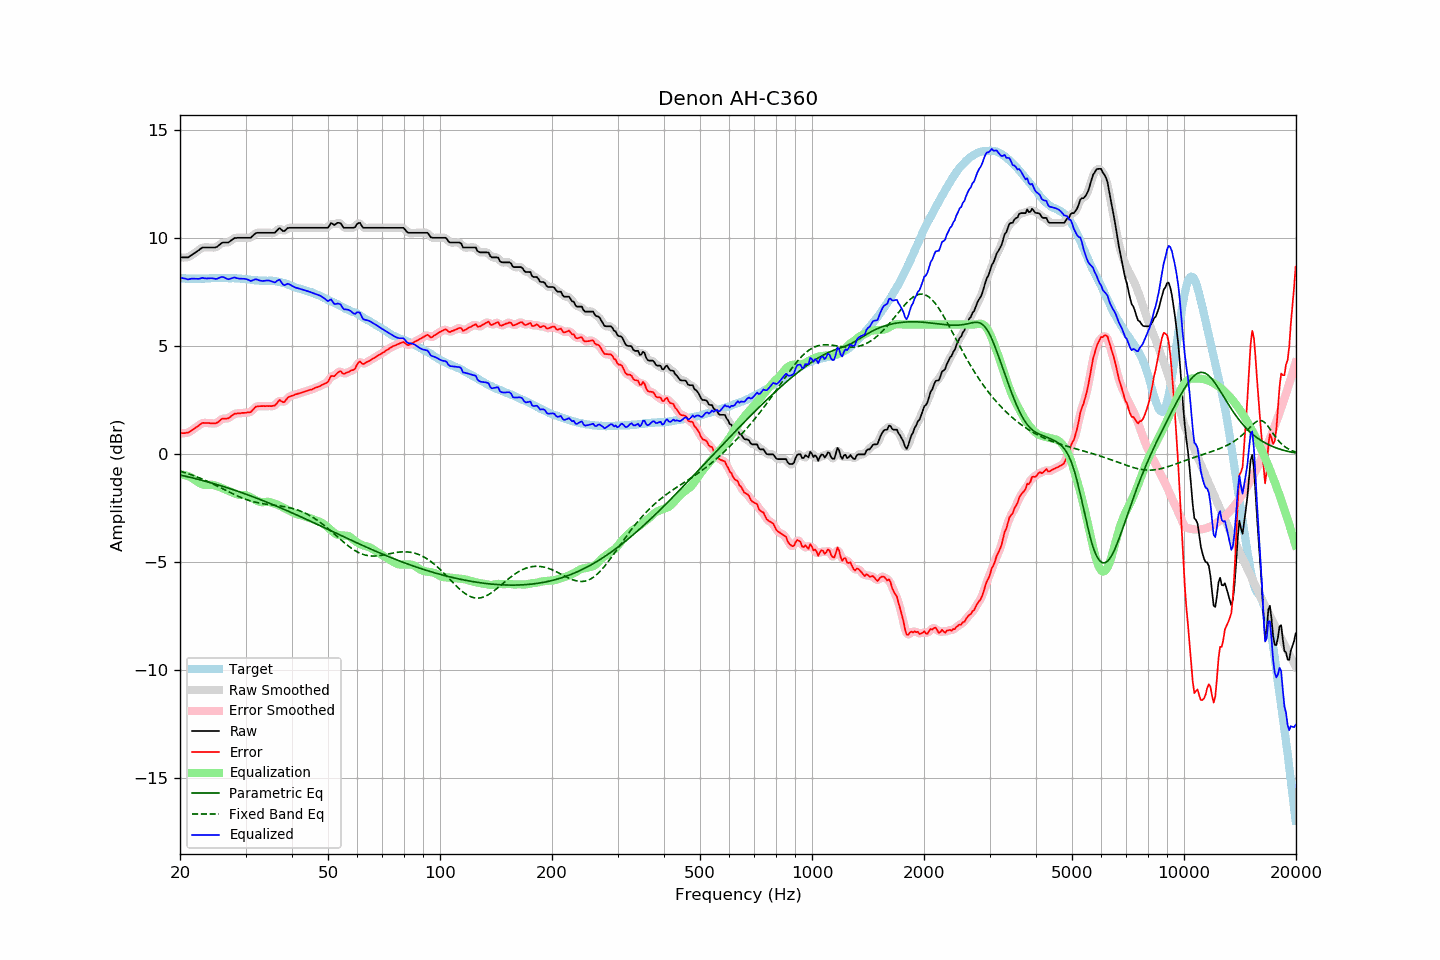 Denon AH-C360
Amplitude (dBr)
15
10
5
0
−5
−10
−15
Target
Raw Smoothed
Error Smoothed
Raw
Error
Equalization
Parametric Eq
Fixed Band Eq
Equalized
20 50 100 200 500 1000 2000 5000 10000 20000
Frequency (Hz)